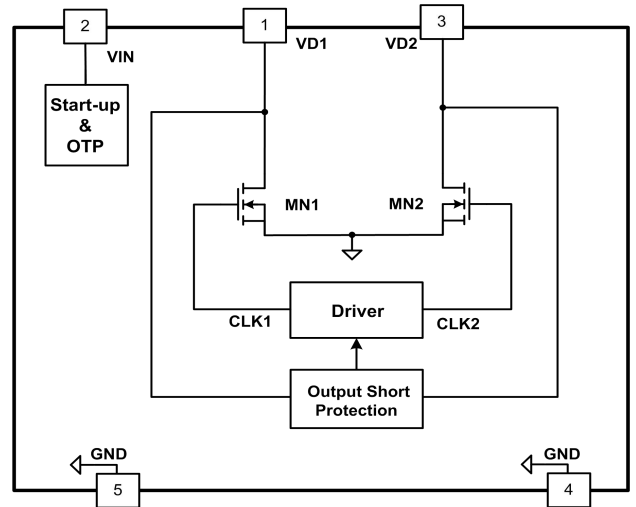 2
1
3
VIN
VD1
VD2
Start-up
&
OTP
MN1
MN2
Driver
CLK1
CLK2
Output Short
Protection
GND
GND
5
4